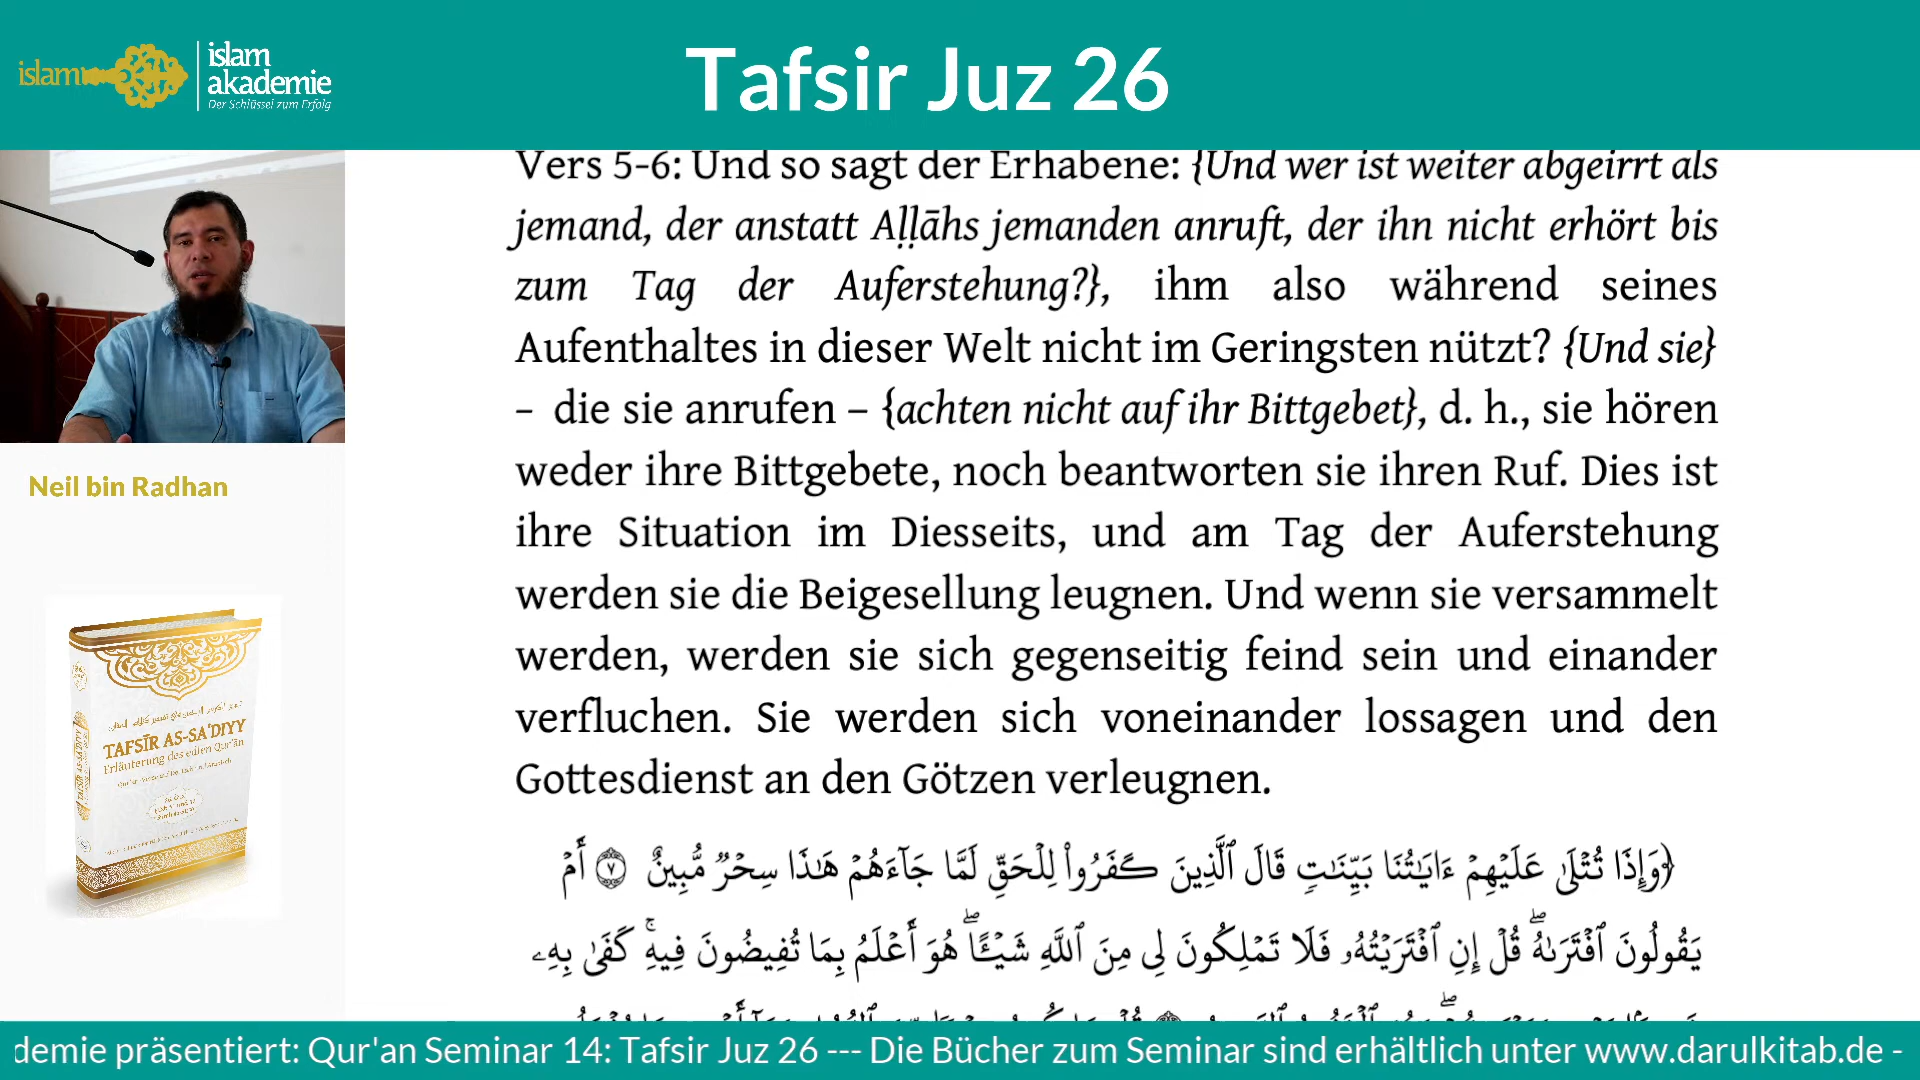 islam
islam
akademie
Der Schlüssel zum Erfolg
Tafsir Juz 26
Neil bin Radhan
TAFSĪR AS-SAʿDIYY
Erläuterung des edlen Qurʾān
Vers 5-6: Und so sagt der Erhabene: {Und wer ist weiter abgeirrt als
jemand, der anstatt Aḷḷāhs jemanden anruft, der ihn nicht erhört bis
zum Tag der Auferstehung?}, ihm also während seines
Aufenthaltes in dieser Welt nicht im Geringsten nützt? {Und sie}
– die sie anrufen – {achten nicht auf ihr Bittgebet}, d. h., sie hören
weder ihre Bittgebete, noch beantworten sie ihren Ruf. Dies ist
ihre Situation im Diesseits, und am Tag der Auferstehung
werden sie die Beigesellung leugnen. Und wenn sie versammelt
werden, werden sie sich gegenseitig feind sein und einander
verfluchen. Sie werden sich voneinander lossagen und den
Gottesdienst an den Götzen verleugnen.
﴿وَإِذَا تُتْلَىٰ عَلَيْهِمْ ءَايَـٰتُنَا بَيِّنَـٰتٍ قَالَ ٱلَّذِينَ كَفَرُوا۟ لِلْحَقِّ لَمَّا جَآءَهُمْ هَـٰذَا سِحْرٌ مُّبِينٌ ۝٧ أَمْ
يَقُولُونَ ٱفْتَرَىٰهُ ۖ قُلْ إِنِ ٱفْتَرَيْتُهُۥ فَلَا تَمْلِكُونَ لِى مِنَ ٱللَّهِ شَيْـًٔا ۖ هُوَ أَعْلَمُ بِمَا تُفِيضُونَ فِيهِ ۚ كَفَىٰ بِهِۦ
demie präsentiert: Qur'an Seminar 14: Tafsir Juz 26 --- Die Bücher zum Seminar sind erhältlich unter www.darulkitab.de -